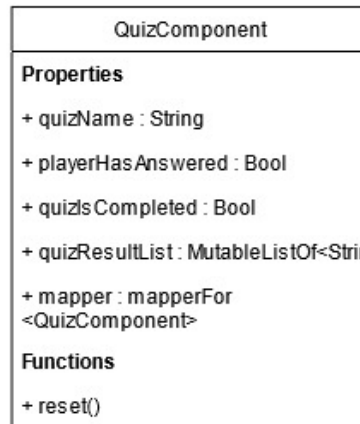 QuizComponent
Properties
+ quizName : String
+ playerHasAnswered : Bool
+ quizIsCompleted : Bool
+ quizResultList : MutableListOf<Stri
+ mapper : mapperFor
<QuizComponent>
Functions
+ reset()